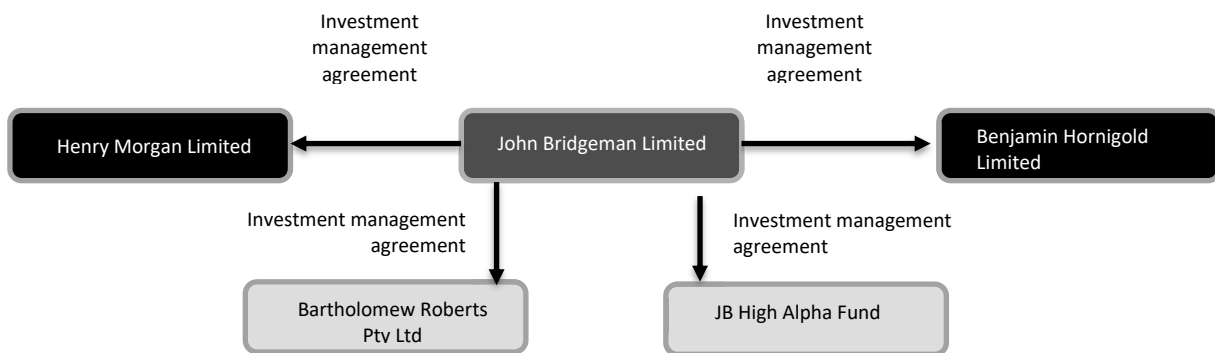 Investment
management
agreement
Investment
management
agreement
Henry Morgan Limited
John Bridgeman Limited
Benjamin Hornigold
Limited
Investment management
agreement
Investment management
agreement
Bartholomew Roberts
Pty Ltd
JB High Alpha Fund